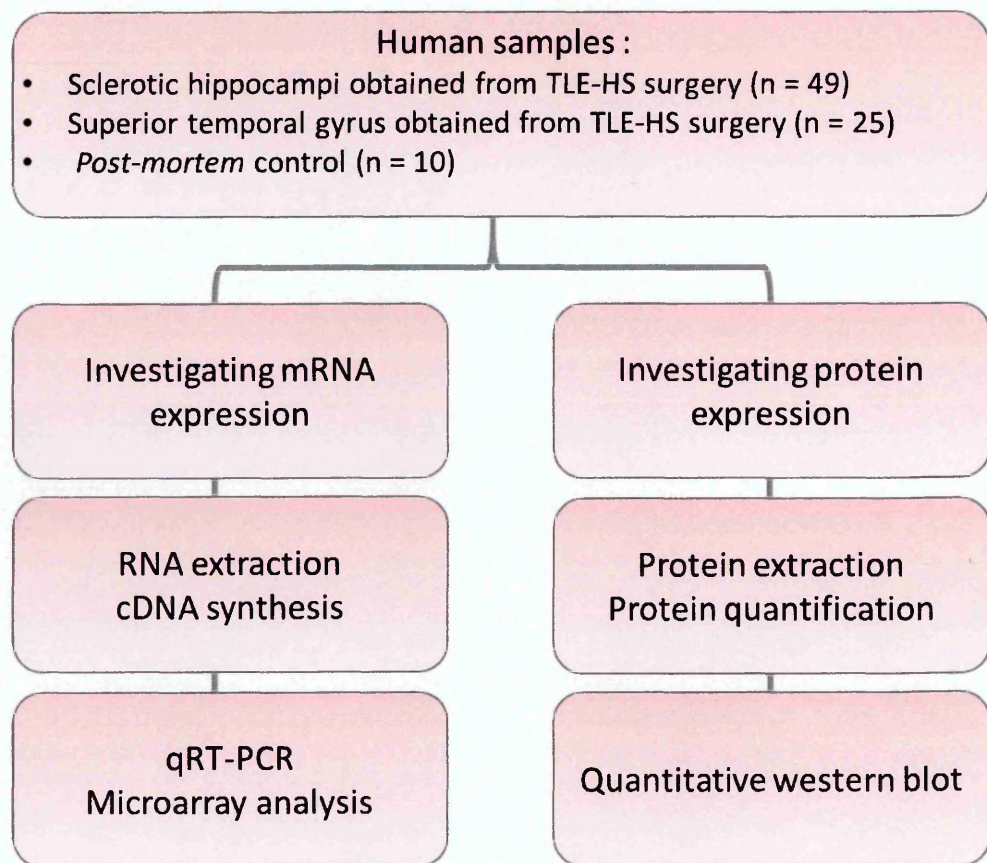 Human samples :
• Sclerotic hippocampi obtained from TLE-HS surgery (n = 49)
• Superior temporal gyrus obtained from TLE-HS surgery (n = 25)
• Post-mortem control (n = 10)
Investigating mRNA
expression
Investigating protein
expression
RNA extraction
cDNA synthesis
Protein extraction
Protein quantification
qRT-PCR
Microarray analysis
Quantitative western blot